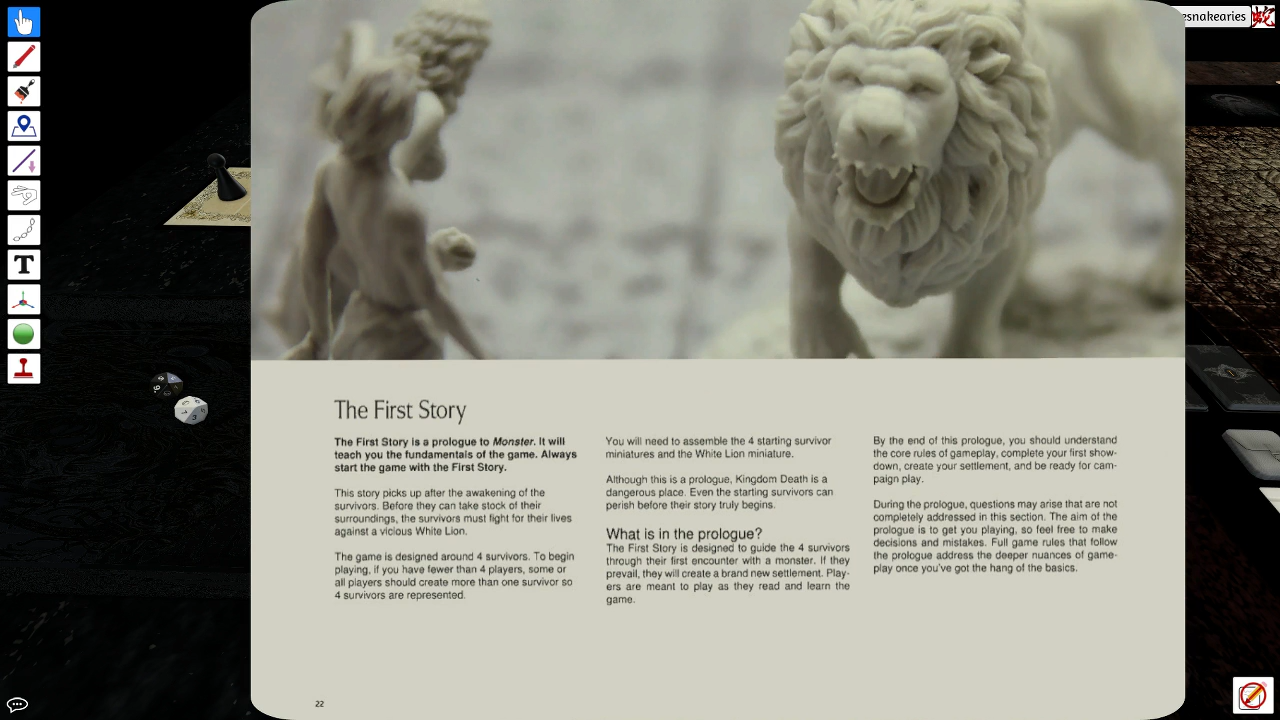 esnakearies
T
The First Story
The First Story is a prologue to Monster. It will
teach you the fundamentals of the game. Always
start the game with the First Story.
This story picks up after the awakening of the
survivors. Before they can take stock of their
surroundings, the survivors must fight for their lives
against a vicious White Lion.
The game is designed around 4 survivors. To begin
playing, if you have fewer than 4 players, some or
all players should create more than one survivor so
4 survivors are represented.
You will need to assemble the 4 starting survivor
miniatures and the White Lion miniature.
Although this is a prologue, Kingdom Death is a
dangerous place. Even the starting survivors can
perish before their story truly begins.
What is in the prologue?
The First Story is designed to guide the 4 survivors
through their first encounter with a monster. If they
prevail, they will create a brand new settlement. Play-
ers are meant to play as they read and learn the
game.
By the end of this prologue, you should understand
the core rules of gameplay, complete your first show-
down, create your settlement, and be ready for cam-
paign play.
During the prologue, questions may arise that are not
completely addressed in this section. The aim of the
prologue is to get you playing, so feel free to make
decisions and mistakes. Full game rules that follow
the prologue address the deeper nuances of game-
play once you've got the hang of the basics.
22